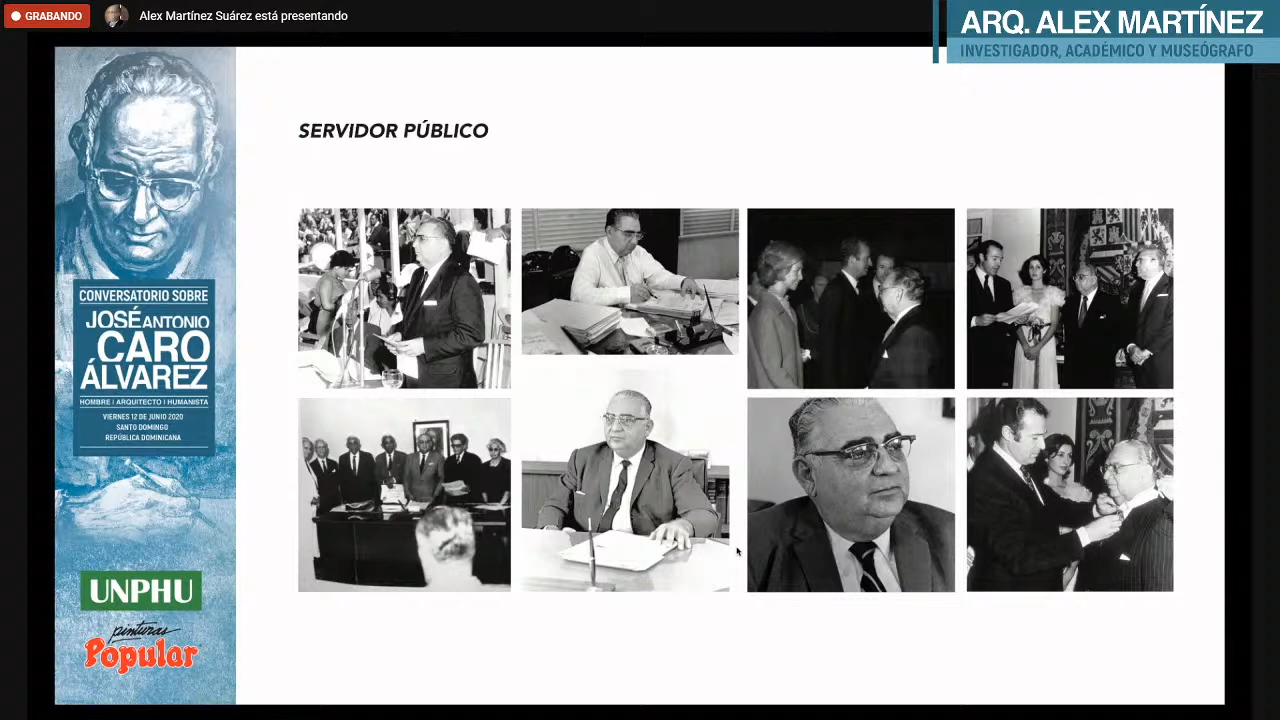 GRABANDO
Alex Martínez Suárez está presentando
ARQ. ALEX MARTÍNEZ
INVESTIGADOR, ACADÉMICO Y MUSEÓGRAFO
SERVIDOR PÚBLICO
CONVERSATORIO SOBRE
JOSÉ ANTONIO
CARO
ÁLVAREZ
HOMBRE | ARQUITECTO | HUMANISTA
VIERNES 12 DE JUNIO 2020
SANTO DOMINGO
REPÚBLICA DOMINICANA
UNPHU
pinturas
Popular